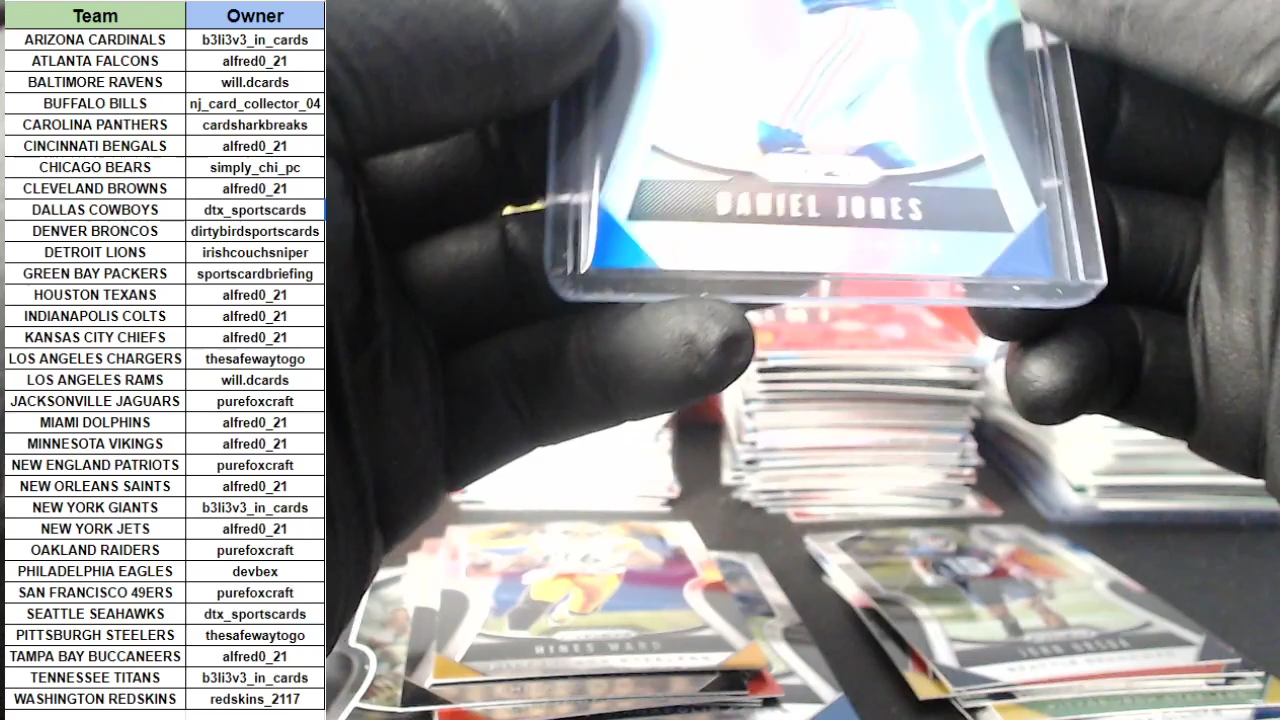 Team Owner
ARIZONA CARDINALS b3li3v3_in_cards
ATLANTA FALCONS alfred0_21
BALTIMORE RAVENS will.dcards
BUFFALO BILLS nj_card_collector_04
CAROLINA PANTHERS cardsharkbreaks
CINCINNATI BENGALS alfred0_21
CHICAGO BEARS simply_chi_pc
CLEVELAND BROWNS alfred0_21
DALLAS COWBOYS dtx_sportscards
DENVER BRONCOS dirtybirdsportscards
DETROIT LIONS irishcouchsniper
GREEN BAY PACKERS sportscardbriefing
HOUSTON TEXANS alfred0_21
INDIANAPOLIS COLTS alfred0_21
KANSAS CITY CHIEFS alfred0_21
LOS ANGELES CHARGERS thesafewaytogo
LOS ANGELES RAMS will.dcards
JACKSONVILLE JAGUARS purefoxcraft
MIAMI DOLPHINS alfred0_21
MINNESOTA VIKINGS alfred0_21
NEW ENGLAND PATRIOTS purefoxcraft
NEW ORLEANS SAINTS alfred0_21
NEW YORK GIANTS b3li3v3_in_cards
NEW YORK JETS alfred0_21
OAKLAND RAIDERS purefoxcraft
PHILADELPHIA EAGLES devbex
SAN FRANCISCO 49ERS purefoxcraft
SEATTLE SEAHAWKS dtx_sportscards
PITTSBURGH STEELERS thesafewaytogo
TAMPA BAY BUCCANEERS alfred0_21
TENNESSEE TITANS b3li3v3_in_cards
WASHINGTON REDSKINS redskins_2117
DANIEL JONES
HINES WARD
PITTSBURGH STEELERS
SEATTLE SEAHAWKS